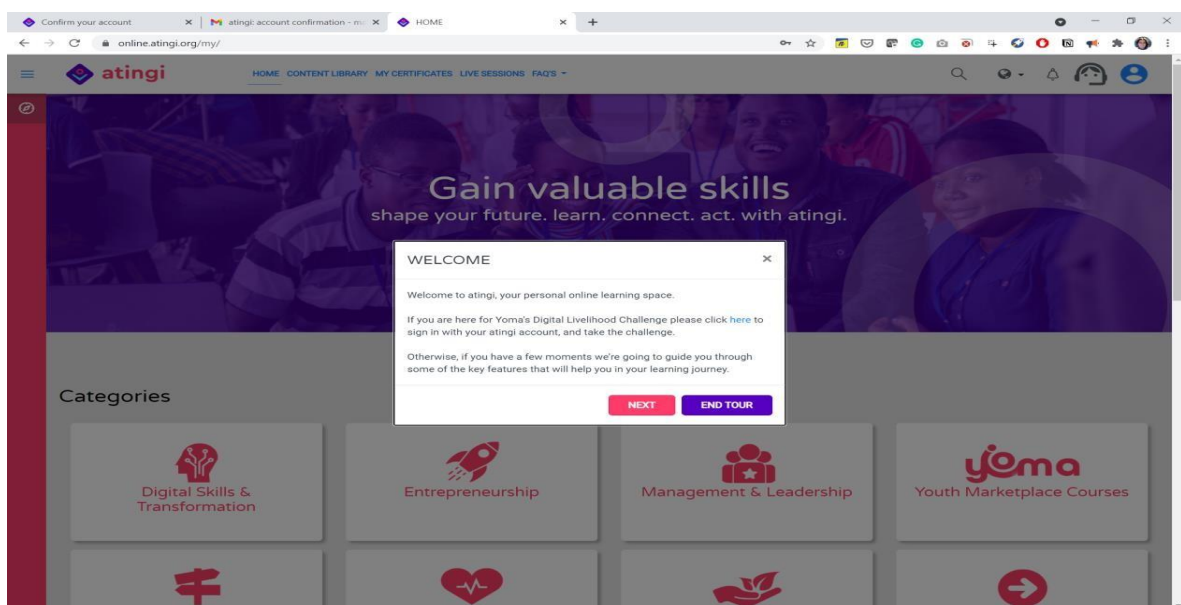 Confirm your account
atingi: account confirmation - m
HOME
online.atingi.org/my/
atingi
HOME CONTENT LIBRARY MY CERTIFICATES LIVE SESSIONS FAQ'S
Gain valuable skills
shape your future. learn. connect. act. with atingi.
WELCOME
Welcome to atingi, your personal online learning space.
If you are here for Yoma's Digital Livelihood Challenge please click here to
sign in with your atingi account, and take the challenge.
Otherwise, if you have a few moments we're going to guide you through
some of the key features that will help you in your learning journey.
NEXT END TOUR
Categories
Digital Skills &
Transformation
Entrepreneurship
Management & Leadership
yoma
Youth Marketplace Courses